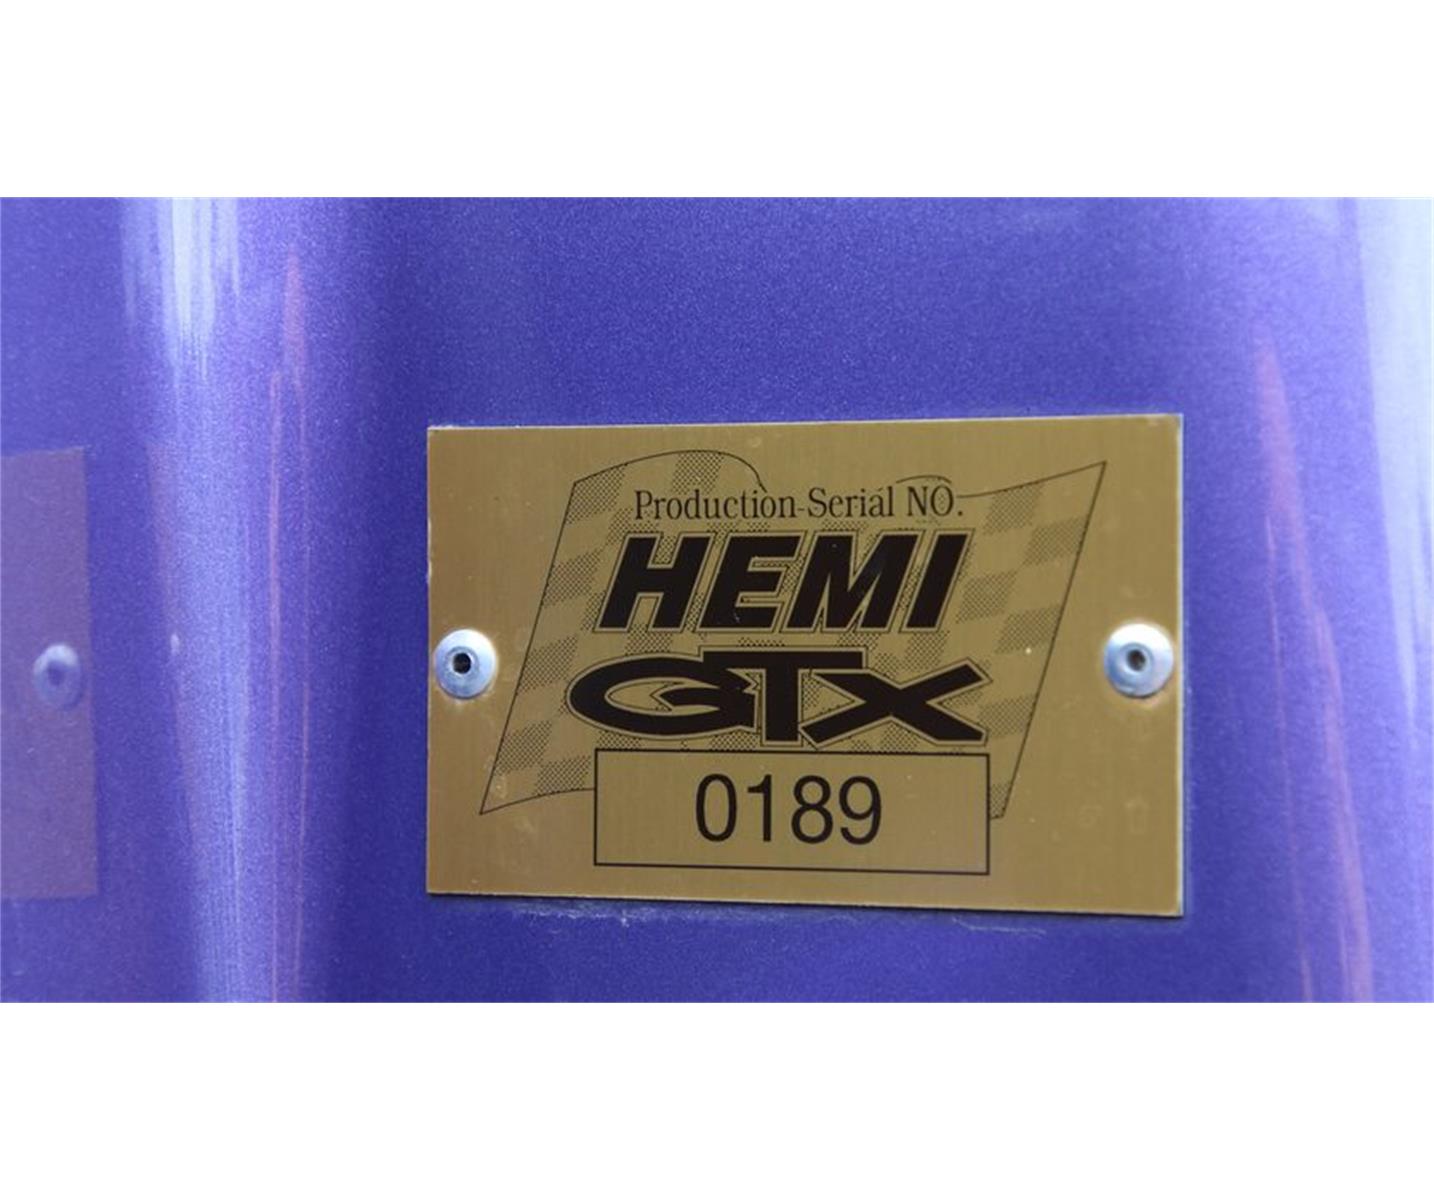 Production Serial NO.
HEMI
GTX
0189